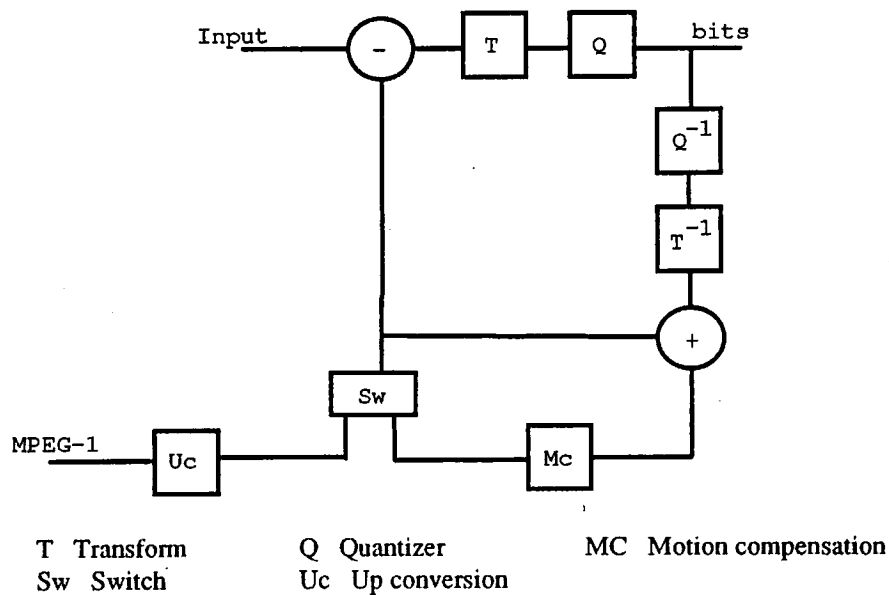 Input
-
T
Q
bits
Q-1
T-1
+
Sw
MPEG-1
Uc
Mc
T Transform
Q Quantizer
MC Motion compensation
Sw Switch
Uc Up conversion